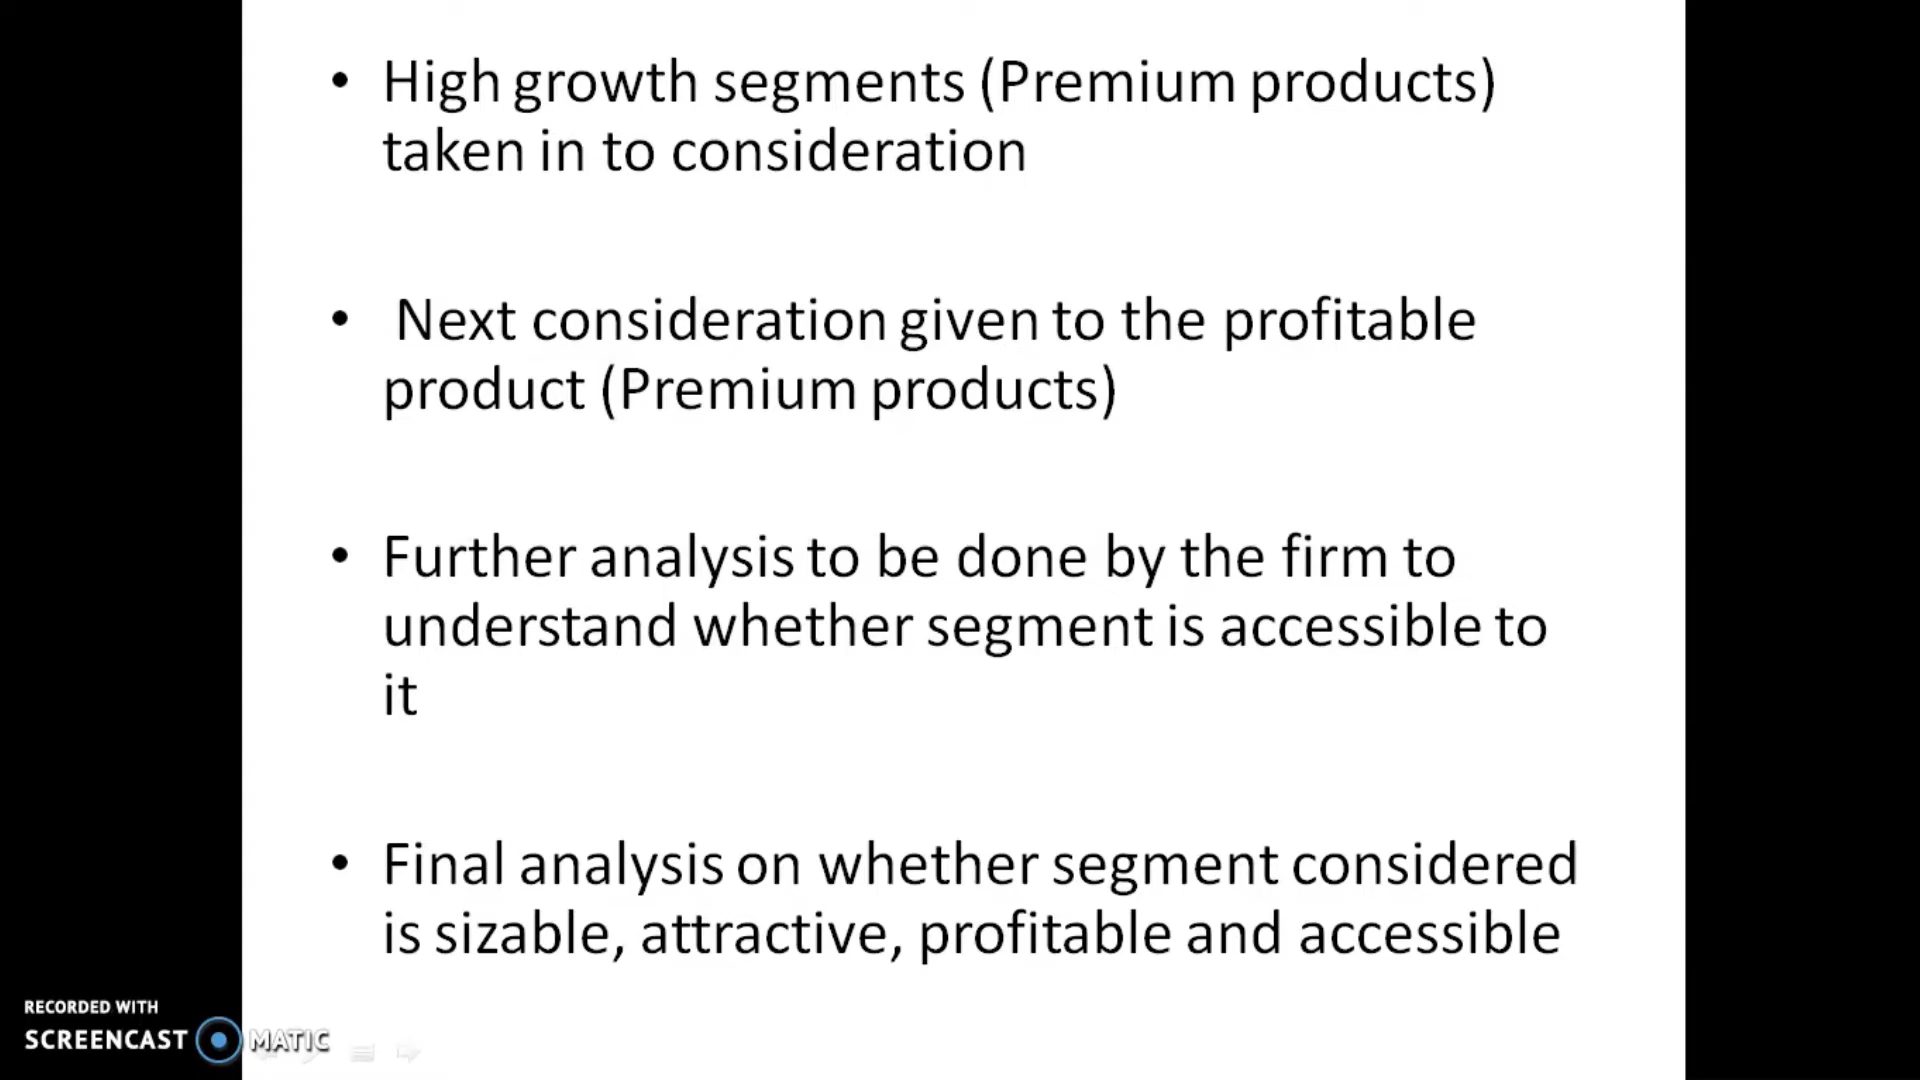 • High growth segments (Premium products)
taken in to consideration
• Next consideration given to the profitable
product (Premium products)
• Further analysis to be done by the firm to
understand whether segment is accessible to
it
• Final analysis on whether segment considered
is sizable, attractive, profitable and accessible
RECORDED WITH
SCREENCAST MATIC